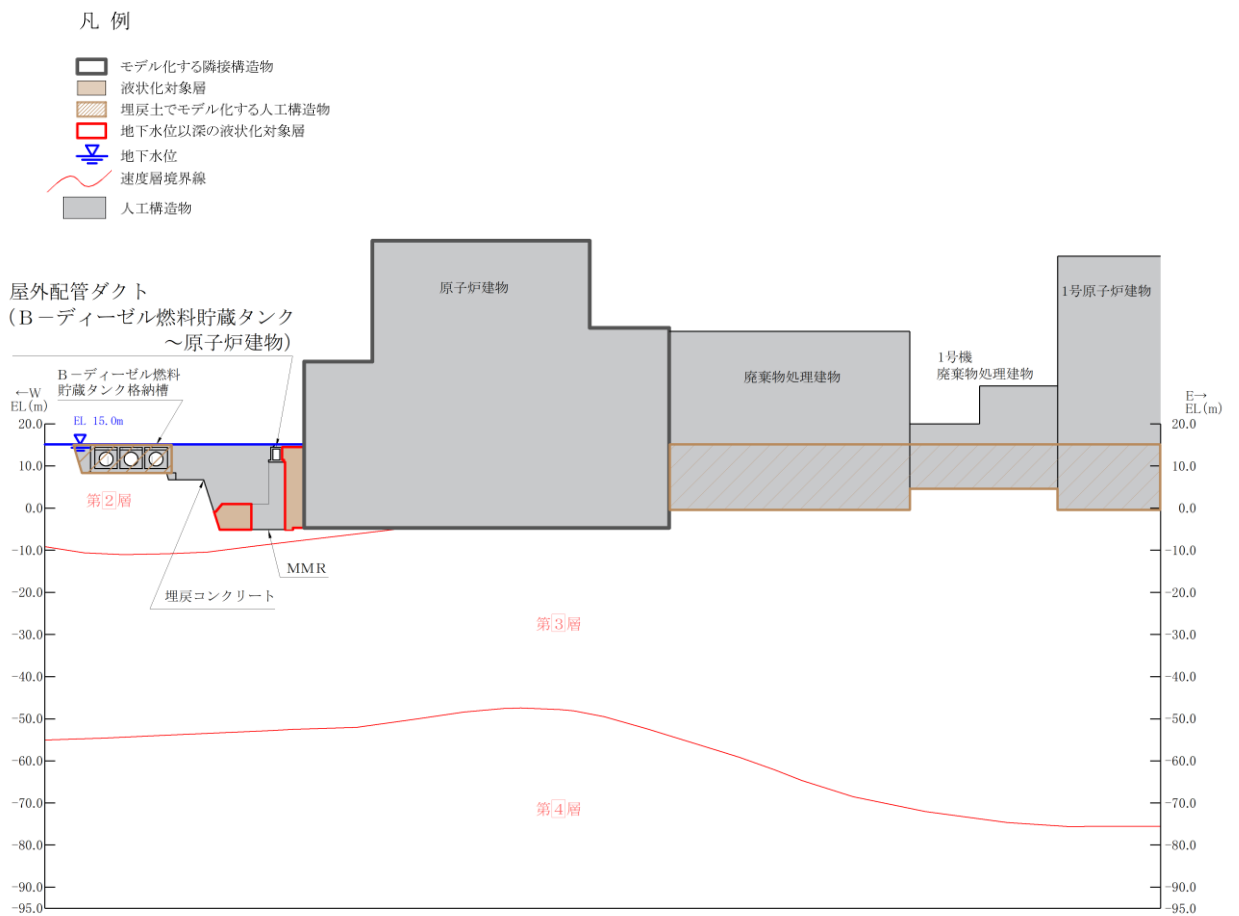 凡 例
モデル化する隣接構造物
液状化対象層
埋戻土でモデル化する人工構造物
地下水位以深の液状化対象層
地下水位
速度層境界線
人工構造物
屋外配管ダクト
(B-ディーゼル燃料貯蔵タンク
～原子炉建物)
B-ディーゼル燃料
貯蔵タンク格納槽
←W
EL(m)
EL 15.0m
原子炉建物
廃棄物処理建物
1号機
廃棄物処理建物
1号原子炉建物
E→
EL(m)
20.0
10.0
0.0
-10.0
-20.0
-30.0
-40.0
-50.0
-60.0
-70.0
-80.0
-90.0
-95.0
第2層
MMR
埋戻コンクリート
第3層
第4層
20.0
10.0
0.0
-10.0
-20.0
-30.0
-40.0
-50.0
-60.0
-70.0
-80.0
-90.0
-95.0